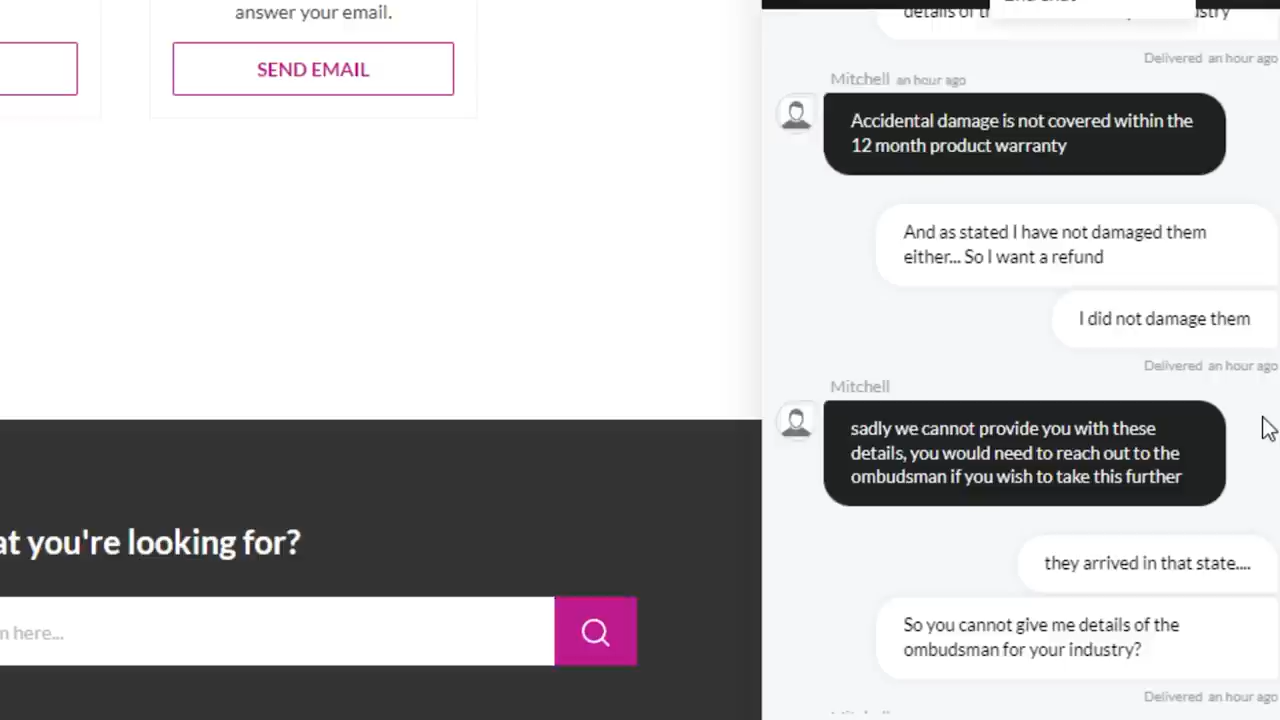 answer your email.
SEND EMAIL
at you're looking for?
n here...
details of
Delivered an hour ago
Mitchell an hour ago
Accidental damage is not covered within the
12 month product warranty
And as stated I have not damaged them
either... So I want a refund
I did not damage them
Delivered an hour ago
Mitchell
sadly we cannot provide you with these
details, you would need to reach out to the
ombudsman if you wish to take this further
they arrived in that state....
So you cannot give me details of the
ombudsman for your industry?
Delivered an hour ago